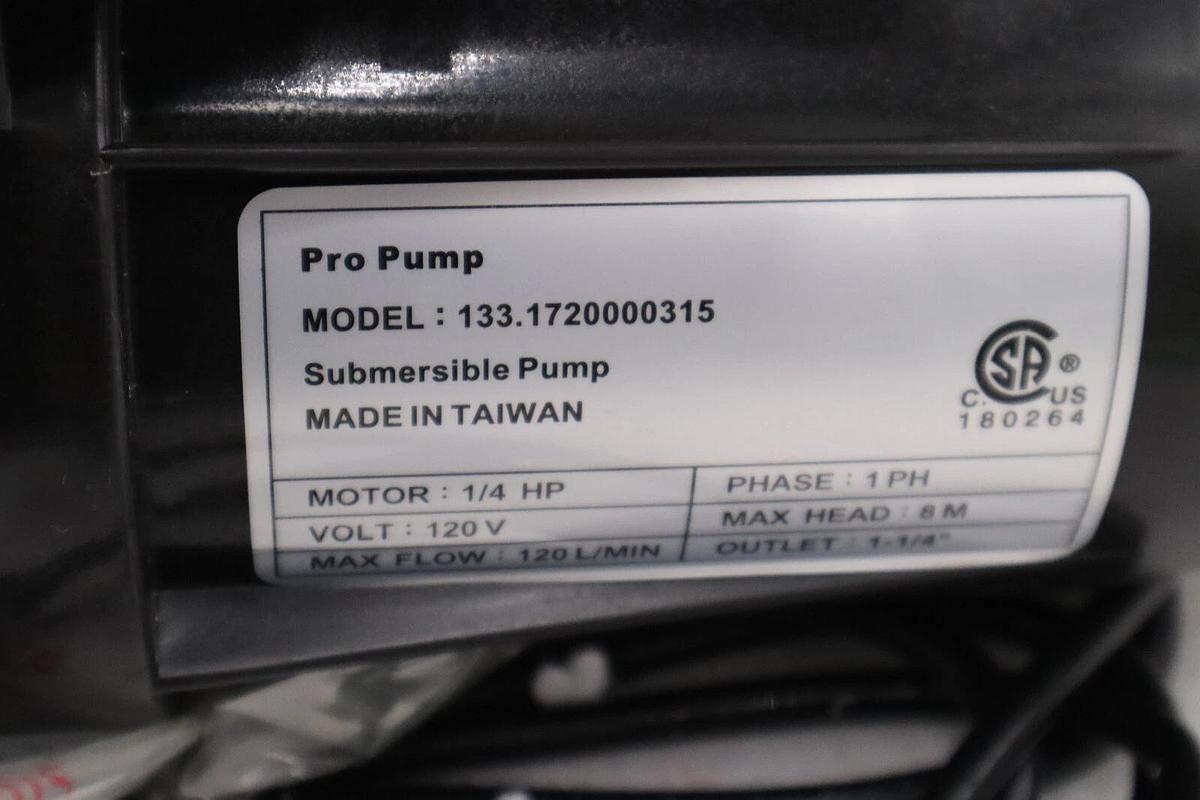 Pro Pump
MODEL : 133.1720000315
Submersible Pump
MADE IN TAIWAN
SA ®
C. US
180264
MOTOR : 1/4 HP
PHASE : 1 PH
VOLT : 120 V
MAX HEAD : 8 M
MAX FLOW : 120 L/MIN
OUTLET : 1-1/4"